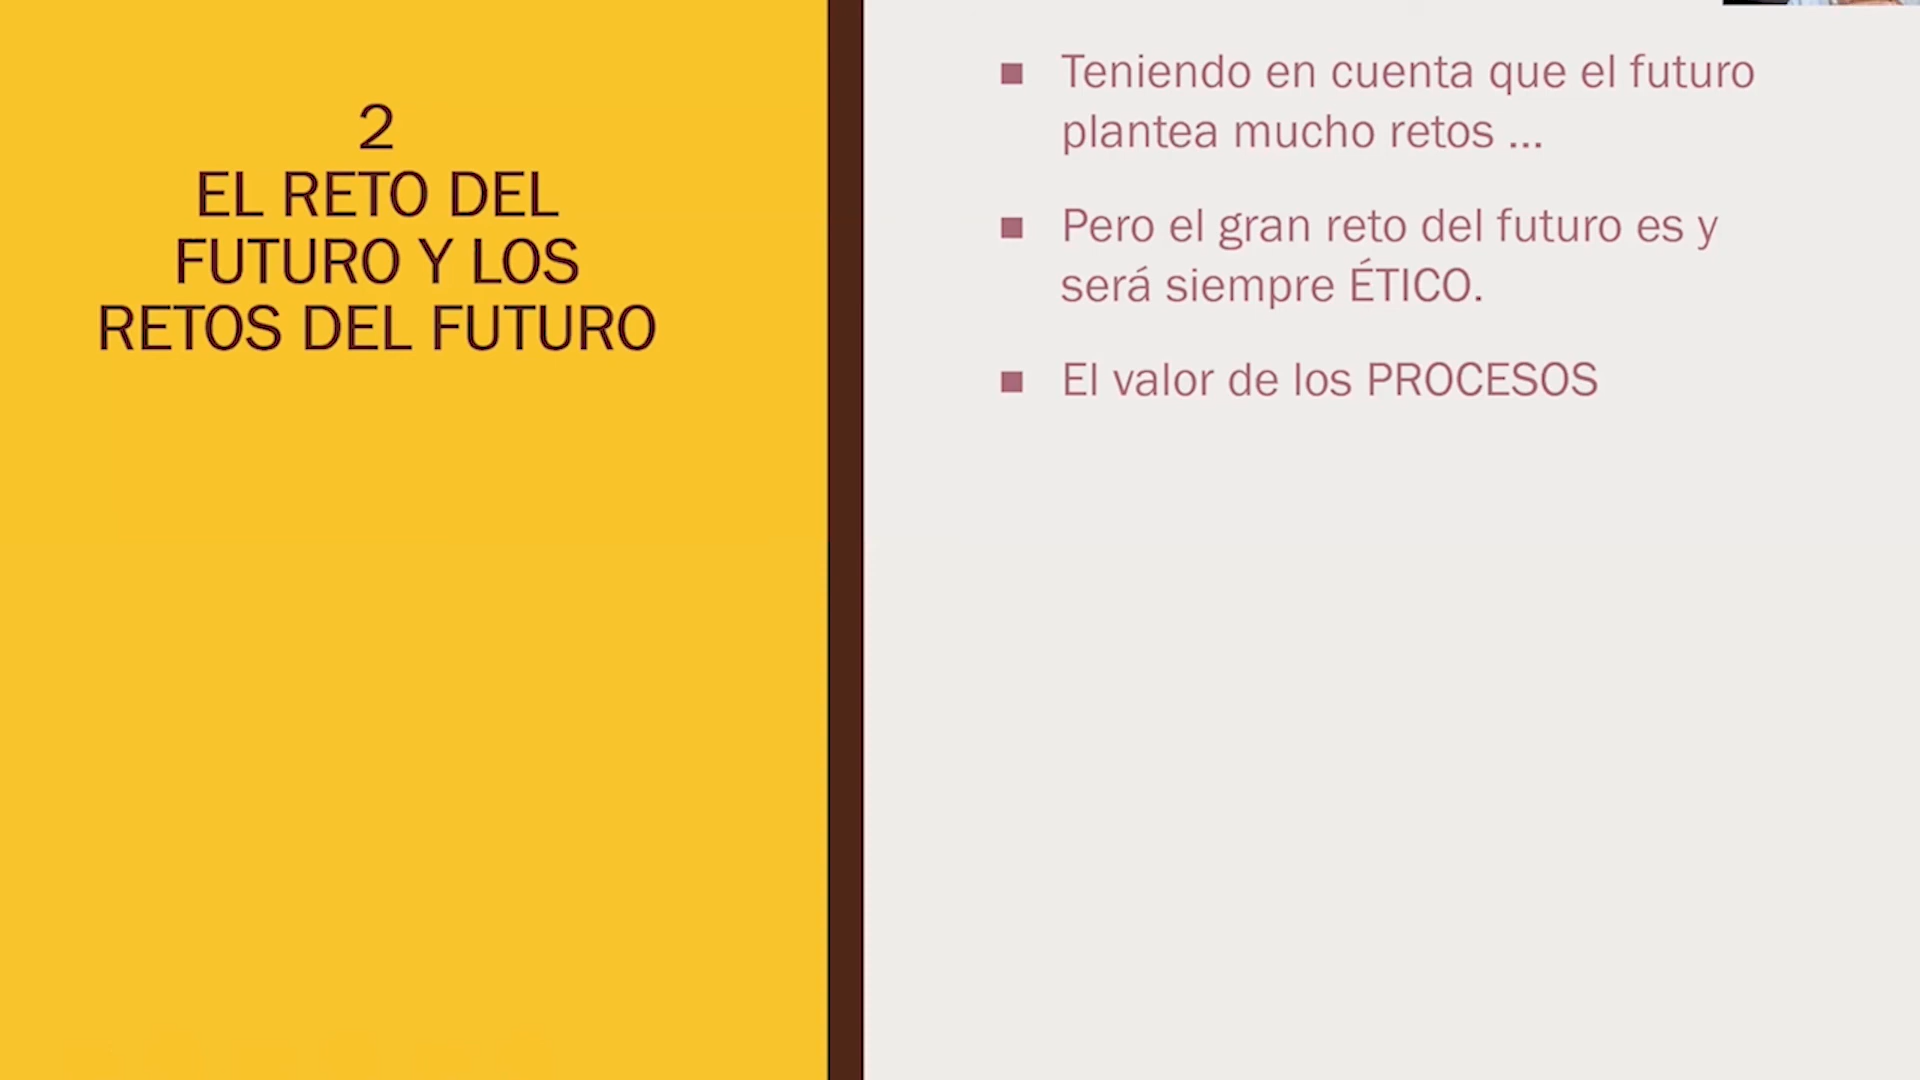 2
EL RETO DEL
FUTURO Y LOS
RETOS DEL FUTURO
■ Teniendo en cuenta que el futuro
plantea mucho retos ...
■ Pero el gran reto del futuro es y
será siempre ÉTICO.
■ El valor de los PROCESOS